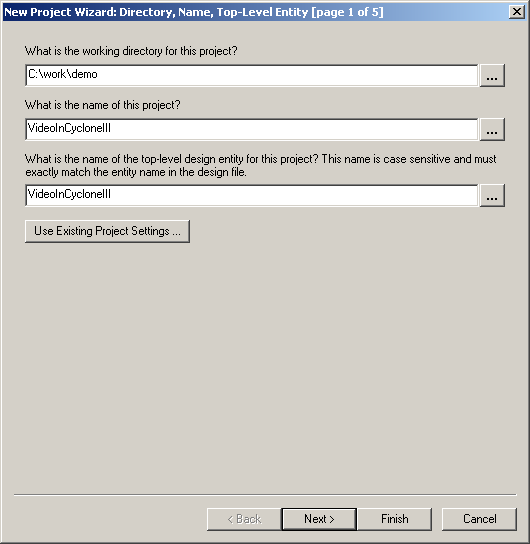 New Project Wizard: Directory, Name, Top-Level Entity [page 1 of 5]
What is the working directory for this project?
C:\work\demo
...
What is the name of this project?
VideoInCycloneIII
...
What is the name of the top-level design entity for this project? This name is case sensitive and must
exactly match the entity name in the design file.
VideoInCycloneIII
...
Use Existing Project Settings ...
< Back
Next >
Finish
Cancel